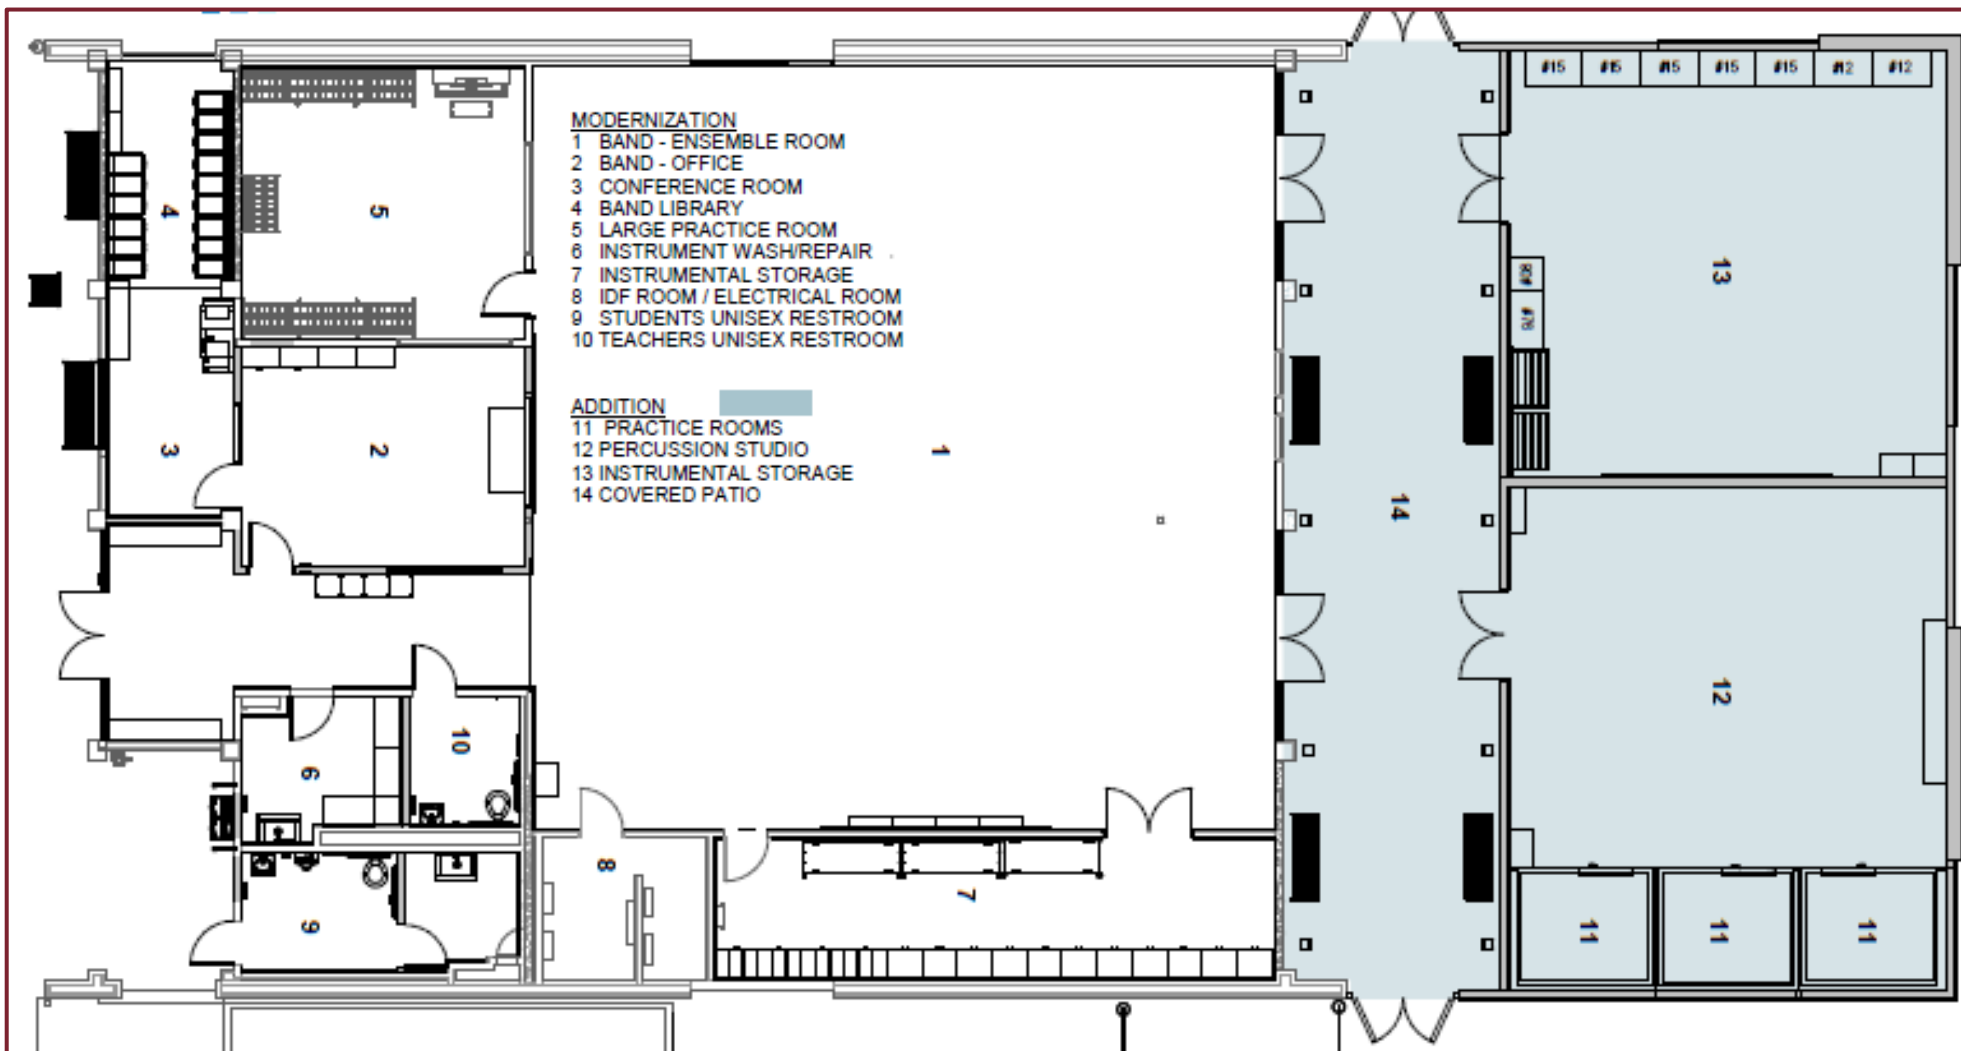 MODERNIZATION
1 BAND - ENSEMBLE ROOM
2 BAND - OFFICE
3 CONFERENCE ROOM
4 BAND LIBRARY
5 LARGE PRACTICE ROOM
6 INSTRUMENT WASH/REPAIR
7 INSTRUMENTAL STORAGE
8 IDF ROOM / ELECTRICAL ROOM
9 STUDENTS UNISEX RESTROOM
10 TEACHERS UNISEX RESTROOM
ADDITION
11 PRACTICE ROOMS
12 PERCUSSION STUDIO
13 INSTRUMENTAL STORAGE
14 COVERED PATIO
#15 #15 #15 #15 #15 #12 #12
4
5
13
#76
3
2
1
14
12
10
6
8
7
9
11
11
11